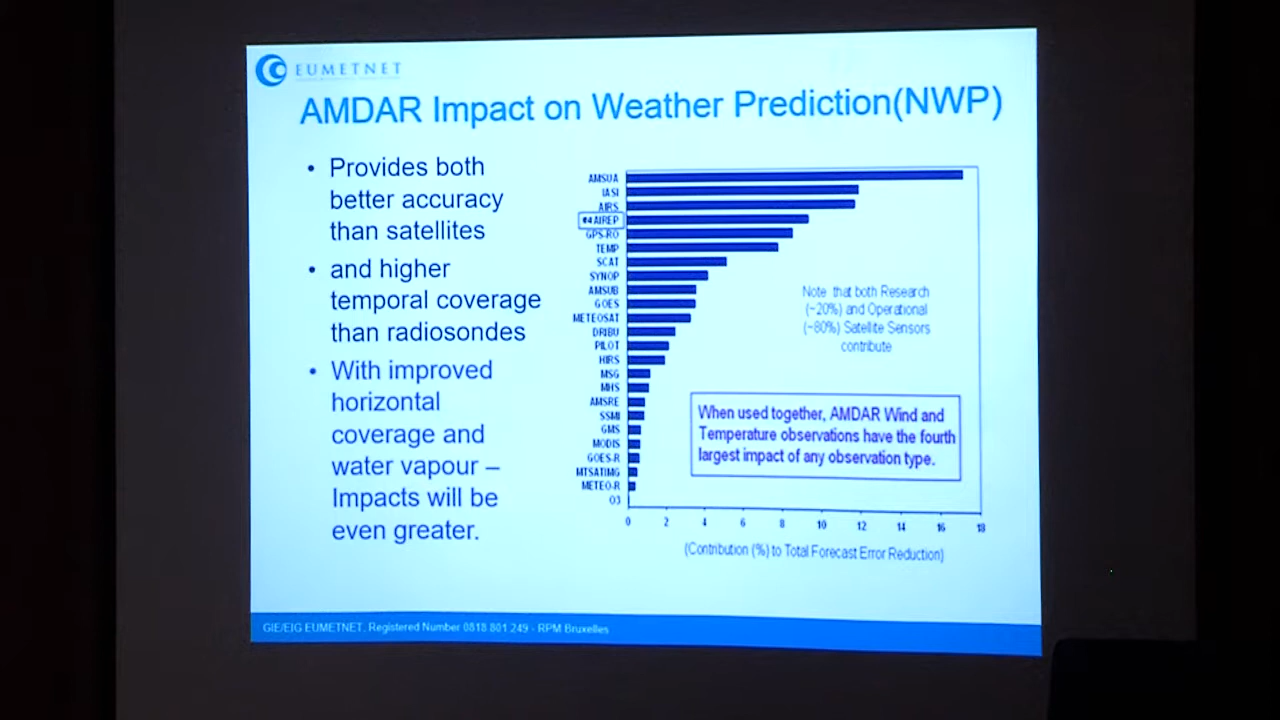 EUMETNET
AMDAR Impact on Weather Prediction(NWP)
• Provides both
better accuracy
than satellites
• and higher
temporal coverage
than radiosondes
• With improved
horizontal
coverage and
water vapour –
Impacts will be
even greater.
AMSUA
IASI
AIRS
#4 AIREP
GPS-RO
TEMP
SCAT
SYNOP
AMSUB
GOES
METEOSAT
DRIBU
PILOT
HIRS
MSG
MHS
AMSRE
SSMI
GMS
MODIS
GOES-R
MTSATIMG
METEO-R
O3
Note that both Research
(~20%) and Operational
(~80%) Satellite Sensors
contribute
When used together, AMDAR Wind and
Temperature observations have the fourth
largest impact of any observation type.
0 2 4 6 8 10 12 14 16 18
(Contribution (%) to Total Forecast Error Reduction)
GIE/EIG EUMETNET. Registered Number 0818.801.249 - RPM Bruxelles